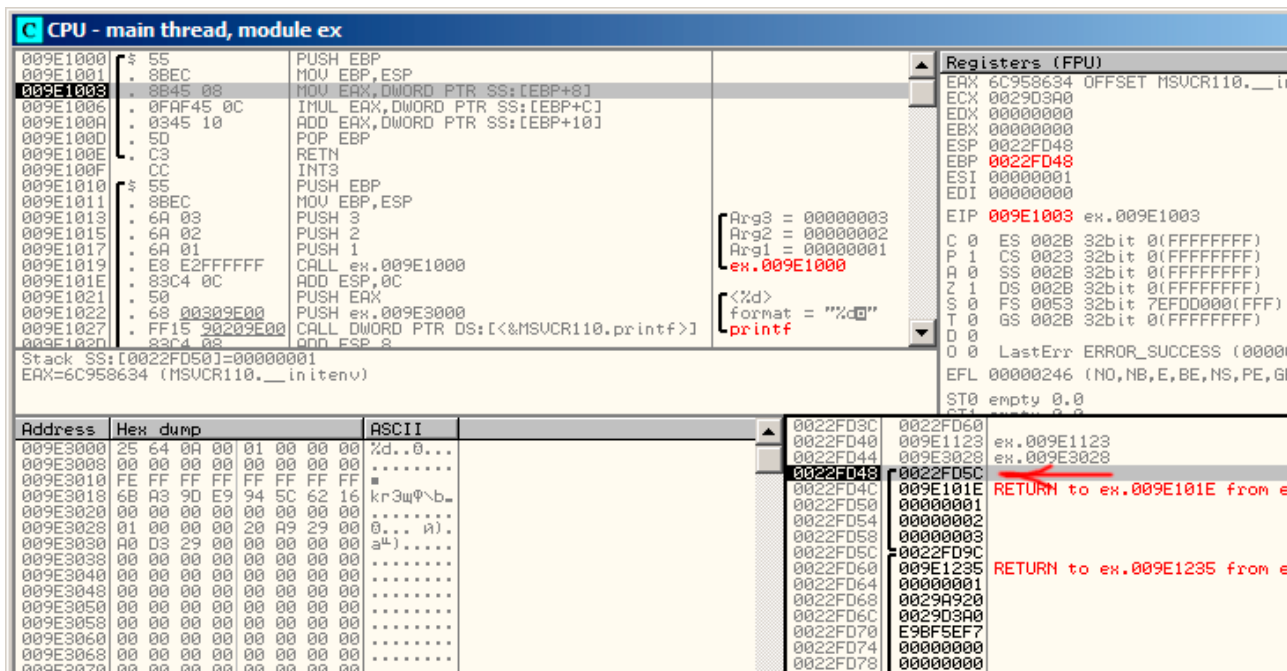 C CPU - main thread, module ex
009E1000 $ 55 PUSH EBP
009E1001 . 8BEC MOV EBP,ESP
009E1003 . 8B45 08 MOV EAX,DWORD PTR SS:[EBP+8]
009E1006 . 0FAF45 0C IMUL EAX,DWORD PTR SS:[EBP+C]
009E100A . 0345 10 ADD EAX,DWORD PTR SS:[EBP+10]
009E100D . 5D POP EBP
009E100E . C3 RETN
009E100F CC INT3
009E1010 $ 55 PUSH EBP
009E1011 . 8BEC MOV EBP,ESP
009E1013 . 6A 03 PUSH 3 Arg3 = 00000003
009E1015 . 6A 02 PUSH 2 Arg2 = 00000002
009E1017 . 6A 01 PUSH 1 Arg1 = 00000001
009E1019 . E8 E2FFFFFF CALL ex.009E1000 ex.009E1000
009E101E . 83C4 0C ADD ESP,0C
009E1021 . 50 PUSH EAX <%d>
009E1022 . 68 00309E00 PUSH ex.009E3000 format = "%d◙"
009E1027 . FF15 90209E00 CALL DWORD PTR DS:[<&MSVCR110.printf>] printf
009E102D . 83C4 08 ADD ESP,8
Stack SS:[0022FD50]=00000001
EAX=6C958634 (MSVCR110.__initenv)
Registers (FPU)
EAX 6C958634 OFFSET MSVCR110.__in
ECX 0029D3A0
EDX 00000000
EBX 00000000
ESP 0022FD48
EBP 0022FD48
ESI 00000001
EDI 00000000
EIP 009E1003 ex.009E1003
C 0 ES 002B 32bit 0(FFFFFFFF)
P 1 CS 0023 32bit 0(FFFFFFFF)
A 0 SS 002B 32bit 0(FFFFFFFF)
Z 1 DS 002B 32bit 0(FFFFFFFF)
S 0 FS 0053 32bit 7EFDD000(FFF)
T 0 GS 002B 32bit 0(FFFFFFFF)
D 0
O 0 LastErr ERROR_SUCCESS (00000
EFL 00000246 (NO,NB,E,BE,NS,PE,G
ST0 empty 0.0
Address Hex dump ASCII
009E3000 25 64 0A 00 01 00 00 00 %d..0...
009E3008 00 00 00 00 00 00 00 00 ........
009E3010 FE FF FF FF FF FF FF FF ■
009E3018 6B A3 9D E9 94 5C 62 16
009E3020 00 00 00 00 00 00 00 00 ........
009E3028 01 00 00 00 20 A9 29 00
009E3030 A0 D3 29 00 00 00 00 00
009E3038 00 00 00 00 00 00 00 00 ........
009E3040 00 00 00 00 00 00 00 00 ........
009E3048 00 00 00 00 00 00 00 00 ........
009E3050 00 00 00 00 00 00 00 00 ........
009E3058 00 00 00 00 00 00 00 00 ........
009E3060 00 00 00 00 00 00 00 00 ........
009E3068 00 00 00 00 00 00 00 00 ........
009E3070 00 00 00 00 00 00 00 00
0022FD3C 0022FD60
0022FD40 009E1123 ex.009E1123
0022FD44 009E3028 ex.009E3028
0022FD48 0022FD5C
0022FD4C 009E101E RETURN to ex.009E101E from e
0022FD50 00000001
0022FD54 00000002
0022FD58 00000003
0022FD5C 0022FD9C
0022FD60 009E1235 RETURN to ex.009E1235 from e
0022FD64 00000001
0022FD68 0029A920
0022FD6C 0029D3A0
0022FD70 E9BF5EF7
0022FD74 00000000
0022FD78 00000000